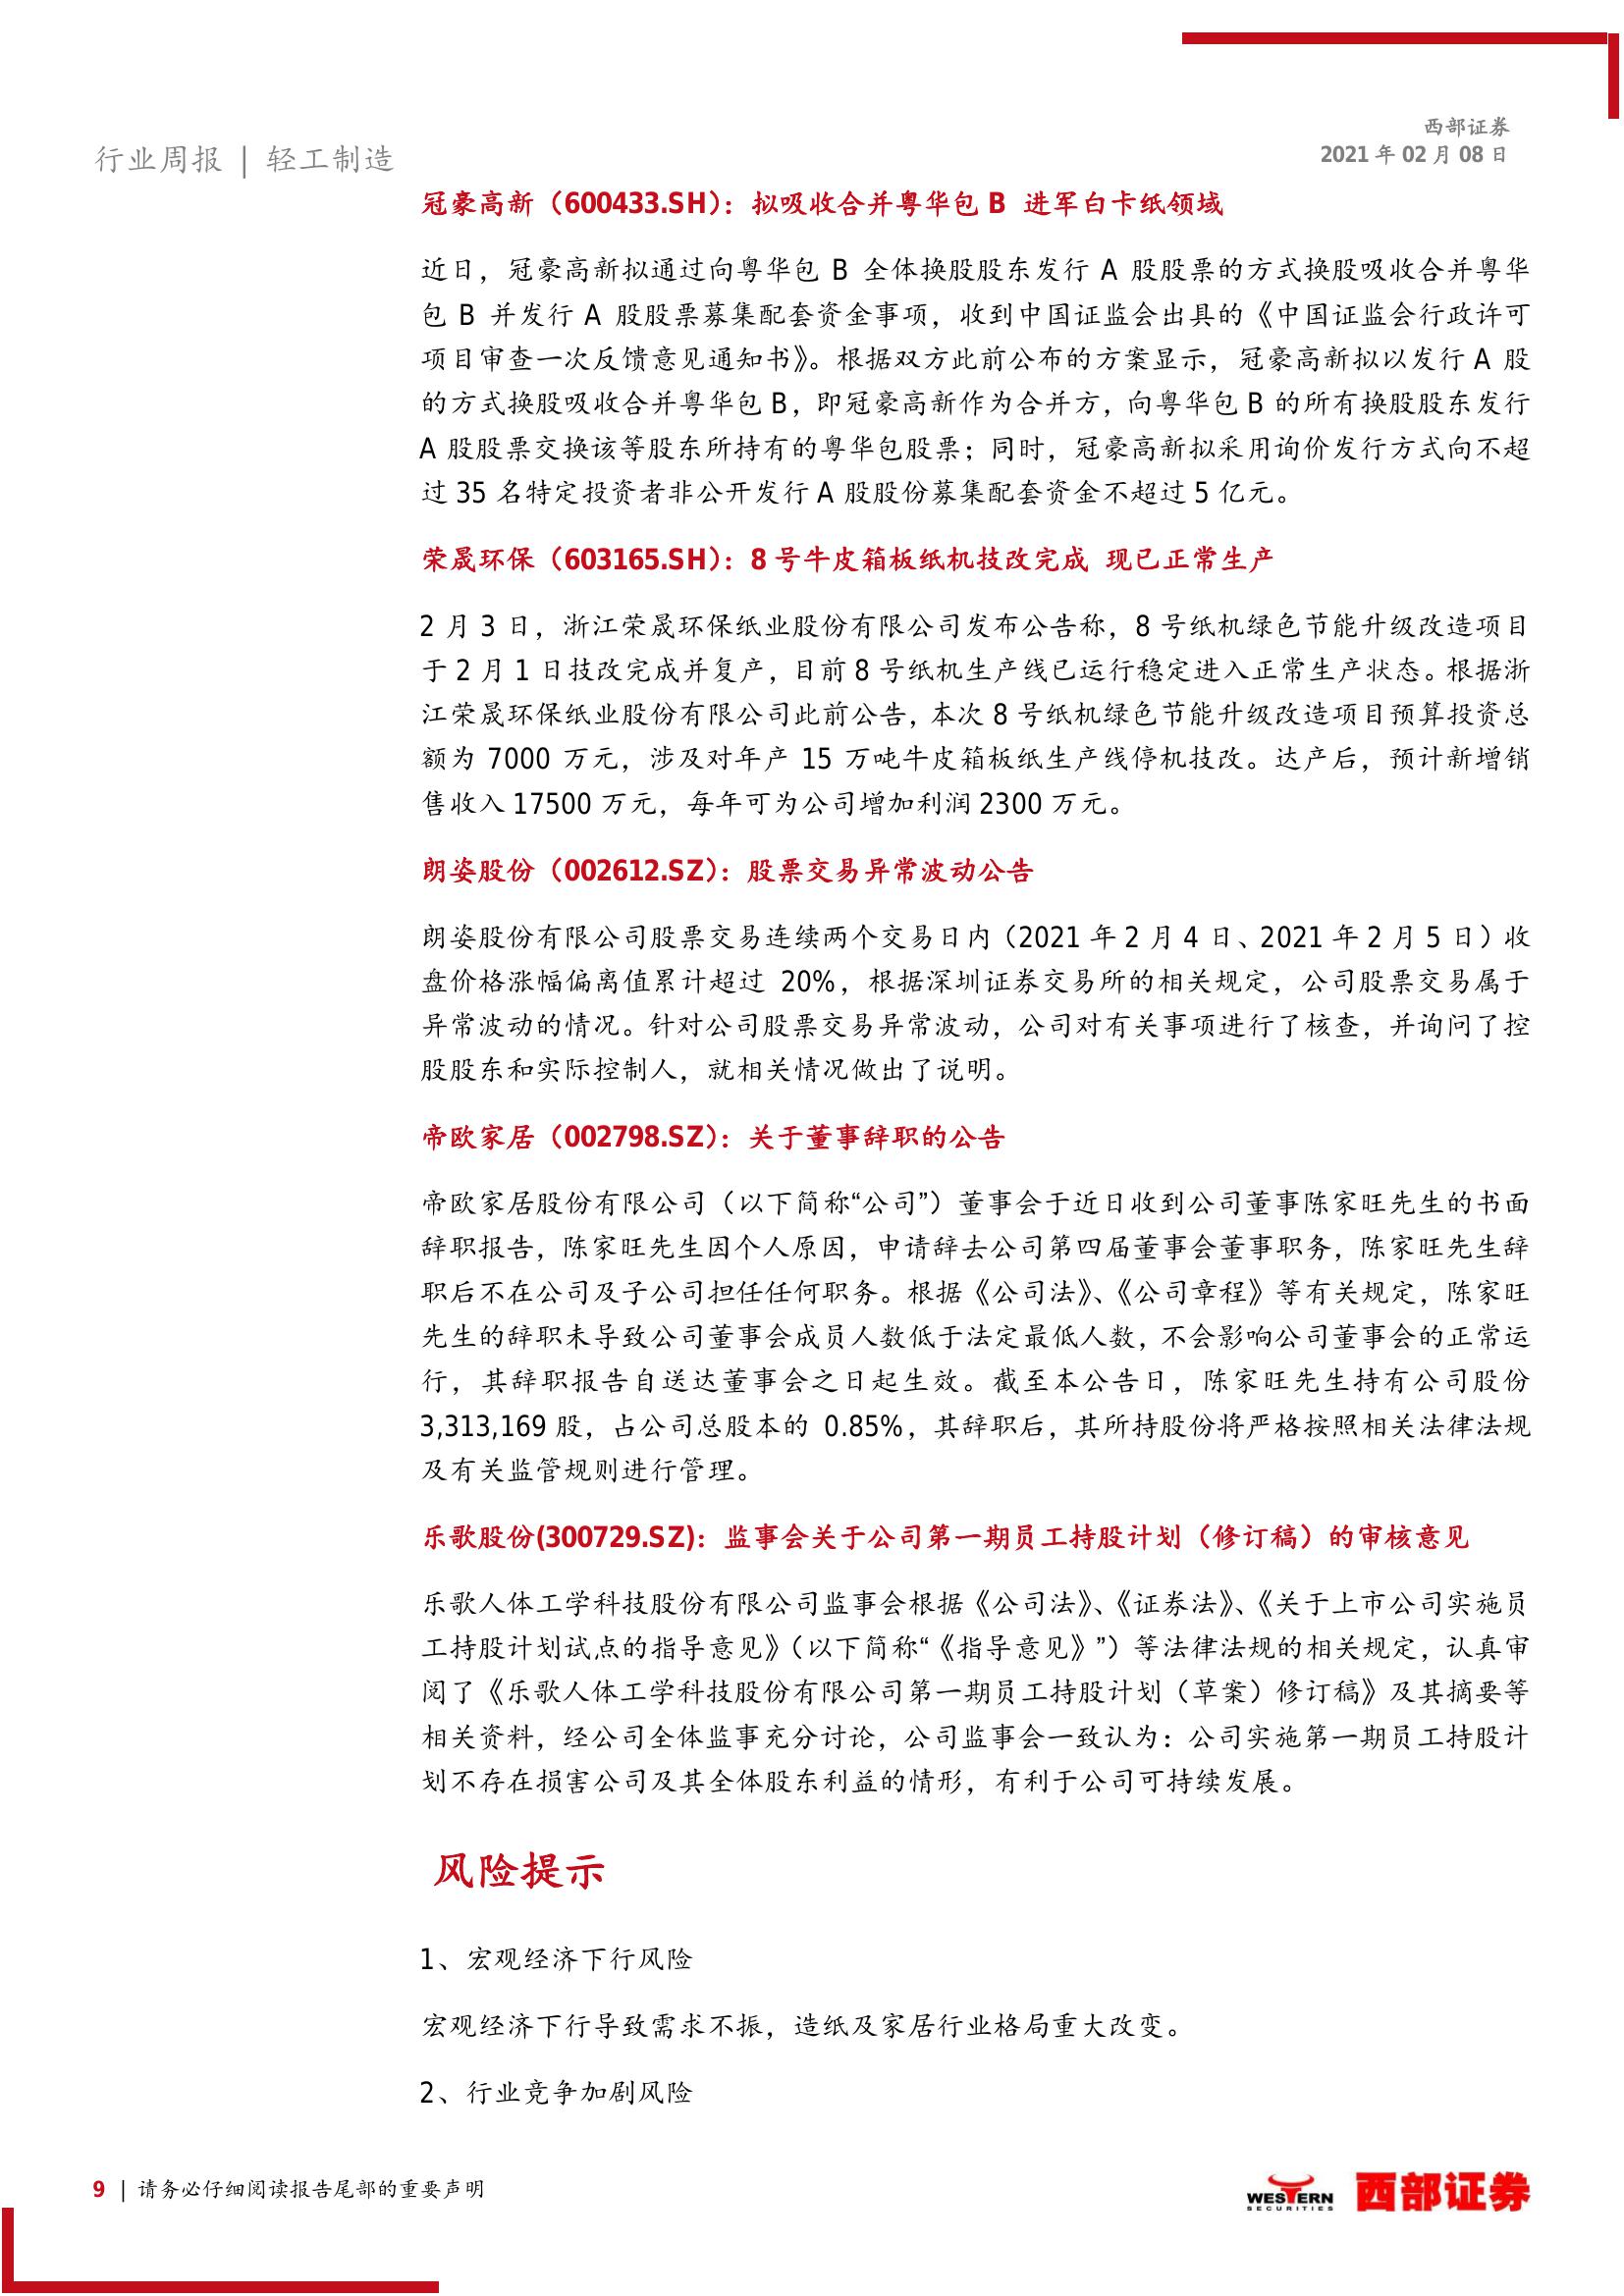 西部证券
2021 年 02 月 08 日
行业周报 | 轻工制造
冠豪高新（600433.SH）：拟吸收合并粤华包 B 进军白卡纸领域
近日，冠豪高新拟通过向粤华包 B 全体换股股东发行 A 股股票的方式换股吸收合并粤华
包 B 并发行 A 股股票募集配套资金事项，收到中国证监会出具的《中国证监会行政许可
项目审查一次反馈意见通知书》。根据双方此前公布的方案显示，冠豪高新拟以发行 A 股
的方式换股吸收合并粤华包 B，即冠豪高新作为合并方，向粤华包 B 的所有换股股东发行
A 股股票交换该等股东所持有的粤华包股票；同时，冠豪高新拟采用询价发行方式向不超
过 35 名特定投资者非公开发行 A 股股份募集配套资金不超过 5 亿元。
荣晟环保（603165.SH）：8 号牛皮箱板纸机技改完成 现已正常生产
2 月 3 日，浙江荣晟环保纸业股份有限公司发布公告称，8 号纸机绿色节能升级改造项目
于 2 月 1 日技改完成并复产，目前 8 号纸机生产线已运行稳定进入正常生产状态。根据浙
江荣晟环保纸业股份有限公司此前公告，本次 8 号纸机绿色节能升级改造项目预算投资总
额为 7000 万元，涉及对年产 15 万吨牛皮箱板纸生产线停机技改。达产后，预计新增销
售收入 17500 万元，每年可为公司增加利润 2300 万元。
朗姿股份（002612.SZ）：股票交易异常波动公告
朗姿股份有限公司股票交易连续两个交易日内（2021 年 2 月 4 日、2021 年 2 月 5 日）收
盘价格涨幅偏离值累计超过 20%，根据深圳证券交易所的相关规定，公司股票交易属于
异常波动的情况。针对公司股票交易异常波动，公司对有关事项进行了核查，并询问了控
股股东和实际控制人，就相关情况做出了说明。
帝欧家居（002798.SZ）：关于董事辞职的公告
帝欧家居股份有限公司（以下简称“公司”）董事会于近日收到公司董事陈家旺先生的书面
辞职报告，陈家旺先生因个人原因，申请辞去公司第四届董事会董事职务，陈家旺先生辞
职后不在公司及子公司担任任何职务。根据《公司法》、《公司章程》等有关规定，陈家旺
先生的辞职未导致公司董事会成员人数低于法定最低人数，不会影响公司董事会的正常运
行，其辞职报告自送达董事会之日起生效。截至本公告日，陈家旺先生持有公司股份
3,313,169 股，占公司总股本的 0.85%，其辞职后，其所持股份将严格按照相关法律法规
及有关监管规则进行管理。
乐歌股份(300729.SZ)：监事会关于公司第一期员工持股计划（修订稿）的审核意见
乐歌人体工学科技股份有限公司监事会根据《公司法》、《证券法》、《关于上市公司实施员
工持股计划试点的指导意见》（以下简称“《指导意见》”）等法律法规的相关规定，认真审
阅了《乐歌人体工学科技股份有限公司第一期员工持股计划（草案）修订稿》及其摘要等
相关资料，经公司全体监事充分讨论，公司监事会一致认为：公司实施第一期员工持股计
划不存在损害公司及其全体股东利益的情形，有利于公司可持续发展。
风险提示
1、宏观经济下行风险
宏观经济下行导致需求不振，造纸及家居行业格局重大改变。
2、行业竞争加剧风险
9 | 请务必仔细阅读报告尾部的重要声明
WESTERN
SECURITIES
西部证券